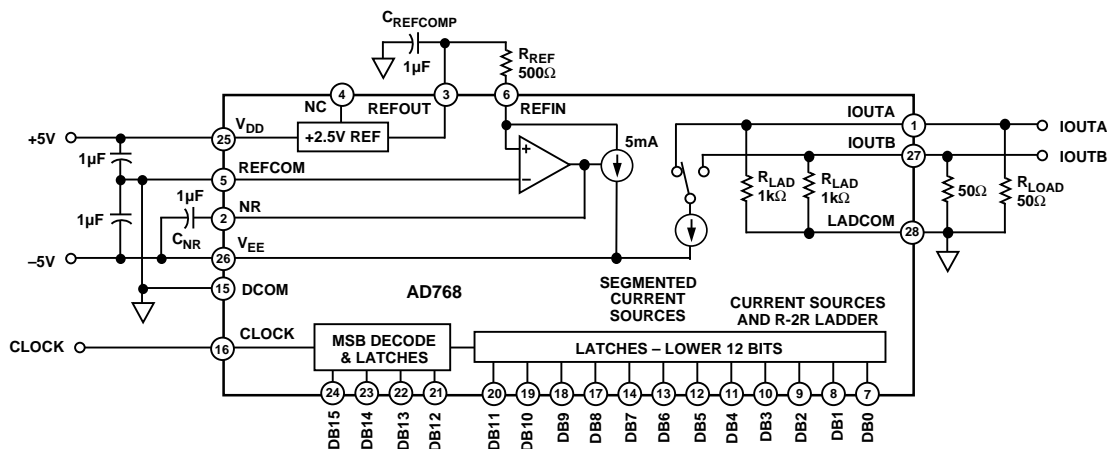 C_REFCOMP
1µF
R_REF
500Ω
4
3
6
NC
REFOUT
REFIN
+5V
25
V_DD
+2.5V REF
5mA
IOUTA
1
IOUTA
1µF
5
REFCOM
+
−
IOUTB
27
IOUTB
1µF
1µF
2
NR
C_NR
R_LAD
1kΩ
R_LAD
1kΩ
50Ω
R_LOAD
50Ω
LADCOM
28
−5V
26
V_EE
15
DCOM
AD768
SEGMENTED
CURRENT
SOURCES
CURRENT SOURCES
AND R-2R LADDER
CLOCK
16
CLOCK
MSB DECODE
& LATCHES
LATCHES – LOWER 12 BITS
24
23
22
21
20
19
18
17
14
13
12
11
10
9
8
7
DB15
DB14
DB13
DB12
DB11
DB10
DB9
DB8
DB7
DB6
DB5
DB4
DB3
DB2
DB1
DB0